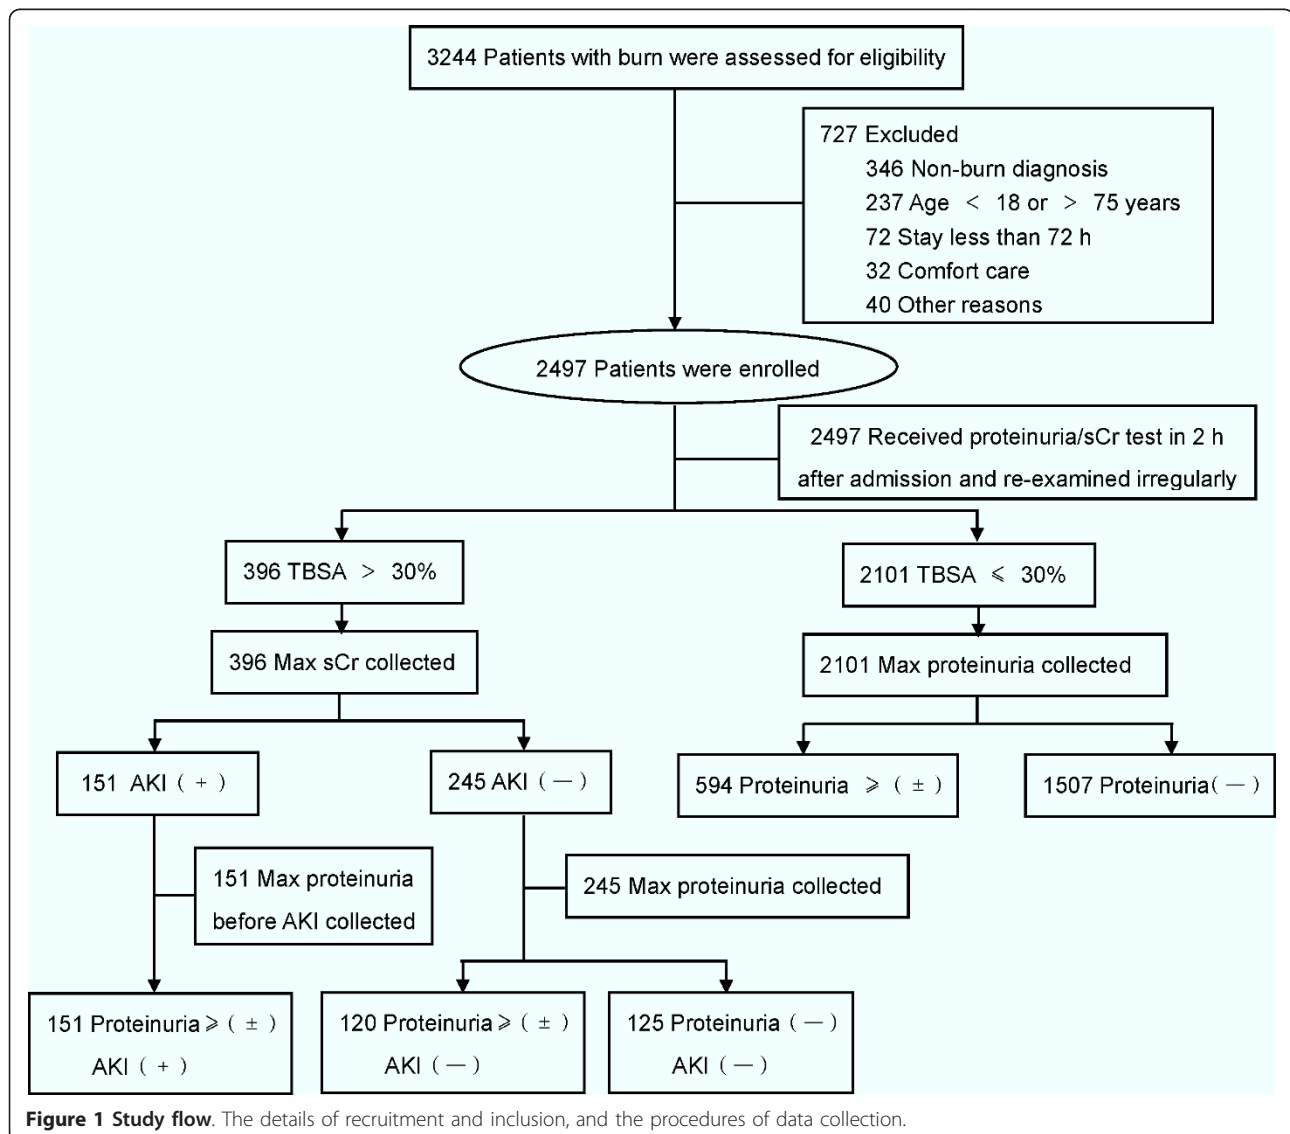 3244 Patients with burn were assessed for eligibility
727 Excluded
346 Non-burn diagnosis
237 Age < 18 or > 75 years
72 Stay less than 72 h
32 Comfort care
40 Other reasons
2497 Patients were enrolled
2497 Received proteinuria/sCr test in 2 h
after admission and re-examined irregularly
396 TBSA > 30%
2101 TBSA ⩽ 30%
396 Max sCr collected
2101 Max proteinuria collected
151 AKI ( + )
245 AKI ( — )
594 Proteinuria ⩾ ( ± )
1507 Proteinuria ( — )
151 Max proteinuria
before AKI collected
245 Max proteinuria collected
151 Proteinuria ⩾ ( ± )
AKI ( + )
120 Proteinuria ⩾ ( ± )
AKI ( — )
125 Proteinuria ( — )
AKI ( — )
Figure 1 Study flow. The details of recruitment and inclusion, and the procedures of data collection.